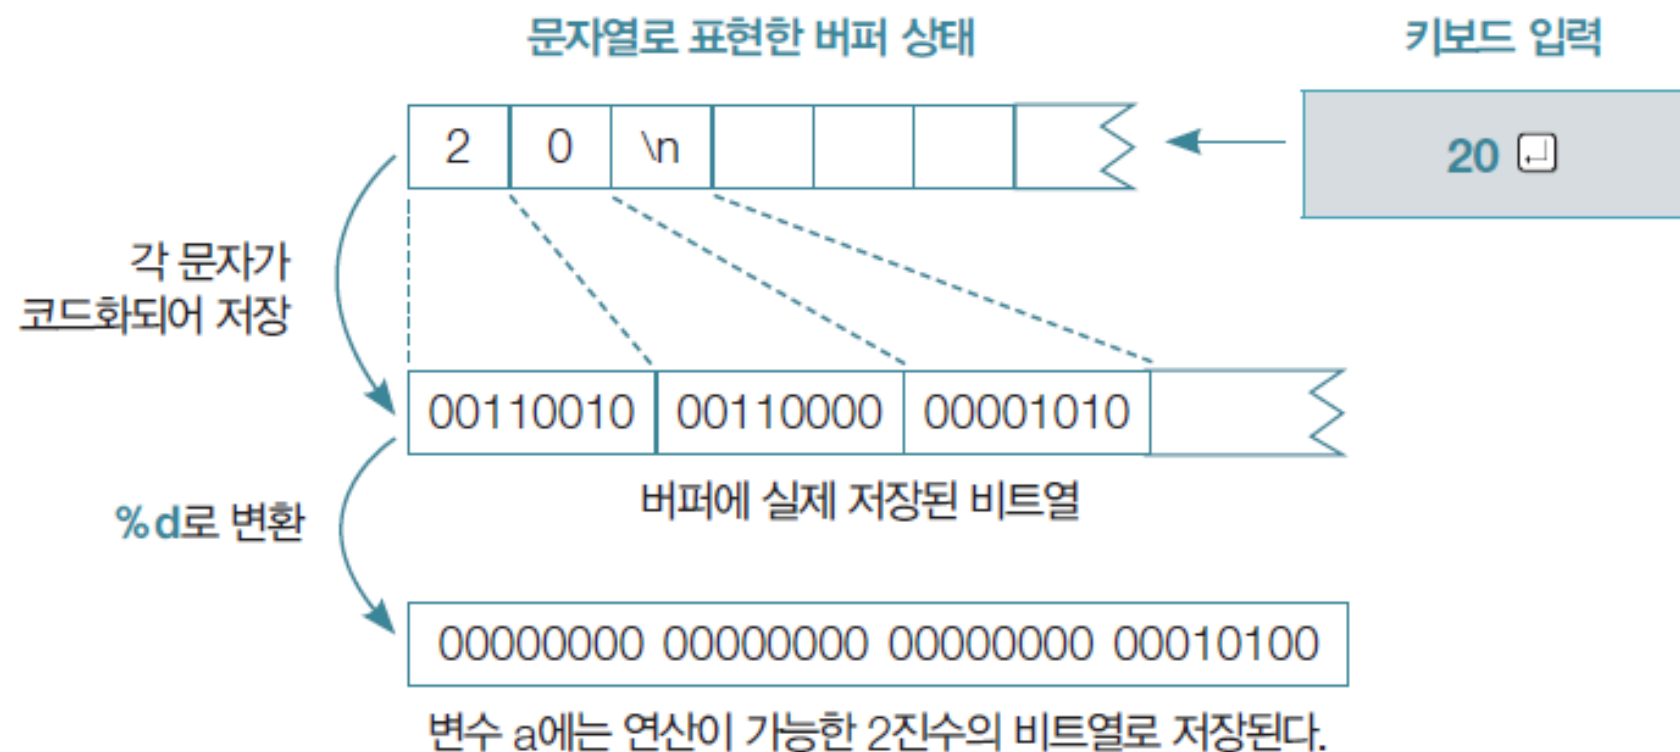 문자열로 표현한 버퍼 상태
키보드 입력
2 0 \n
20
각 문자가
코드화되어 저장
00110010 00110000 00001010
버퍼에 실제 저장된 비트열
%d로 변환
00000000 00000000 00000000 00010100
변수 a에는 연산이 가능한 2진수의 비트열로 저장된다.